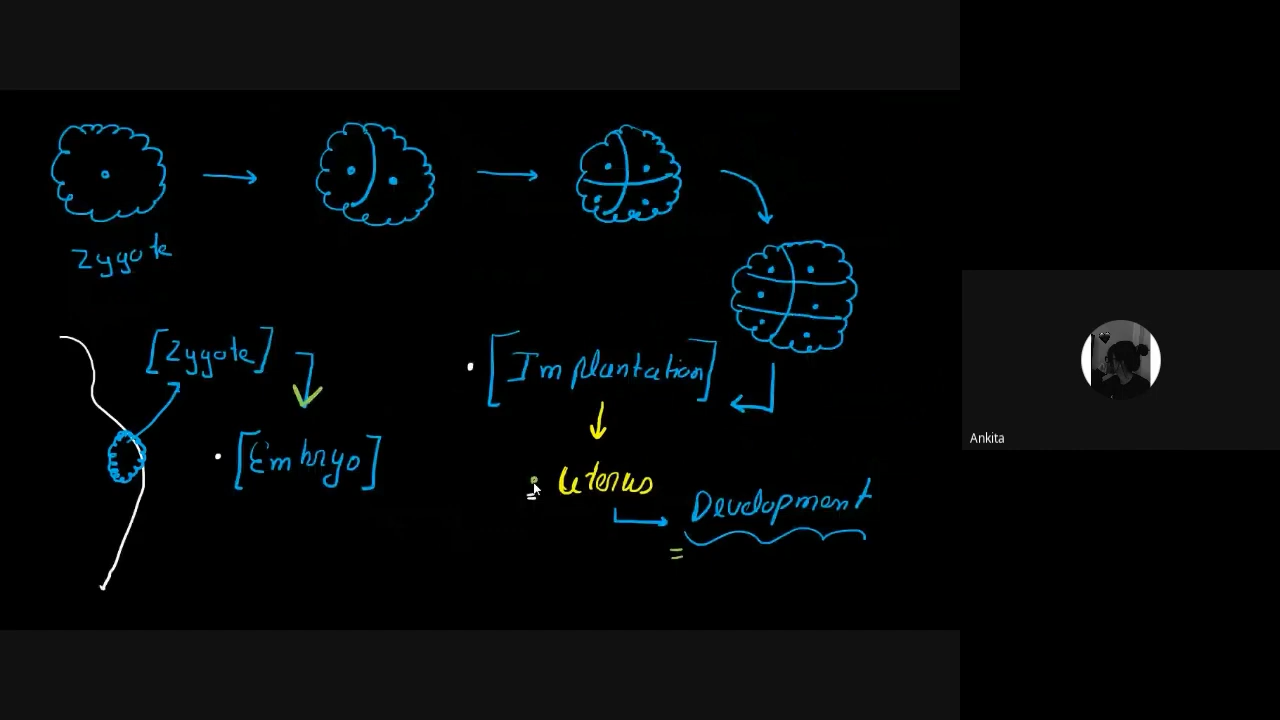 Zygote
[Zygote]
[Implantation]
[Embryo]
Uterus
Development
=
Ankita